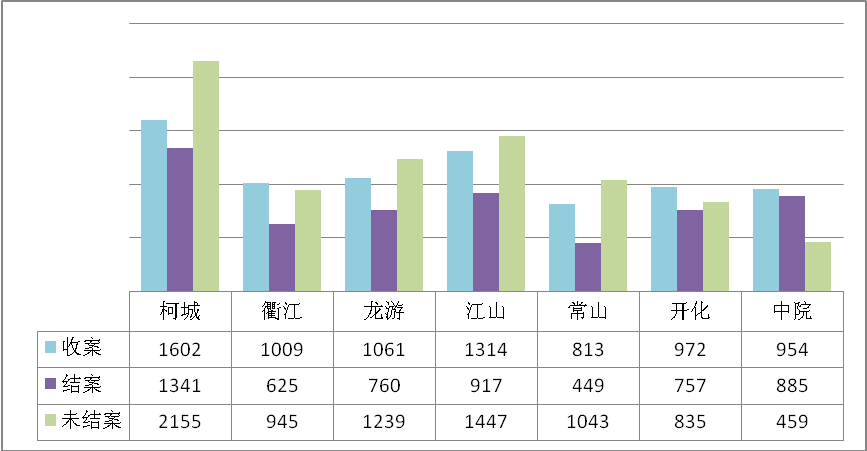 柯城 衢江 龙游 江山 常山 开化 中院
收案 1602 1009 1061 1314 813 972 954
结案 1341 625 760 917 449 757 885
未结案 2155 945 1239 1447 1043 835 459